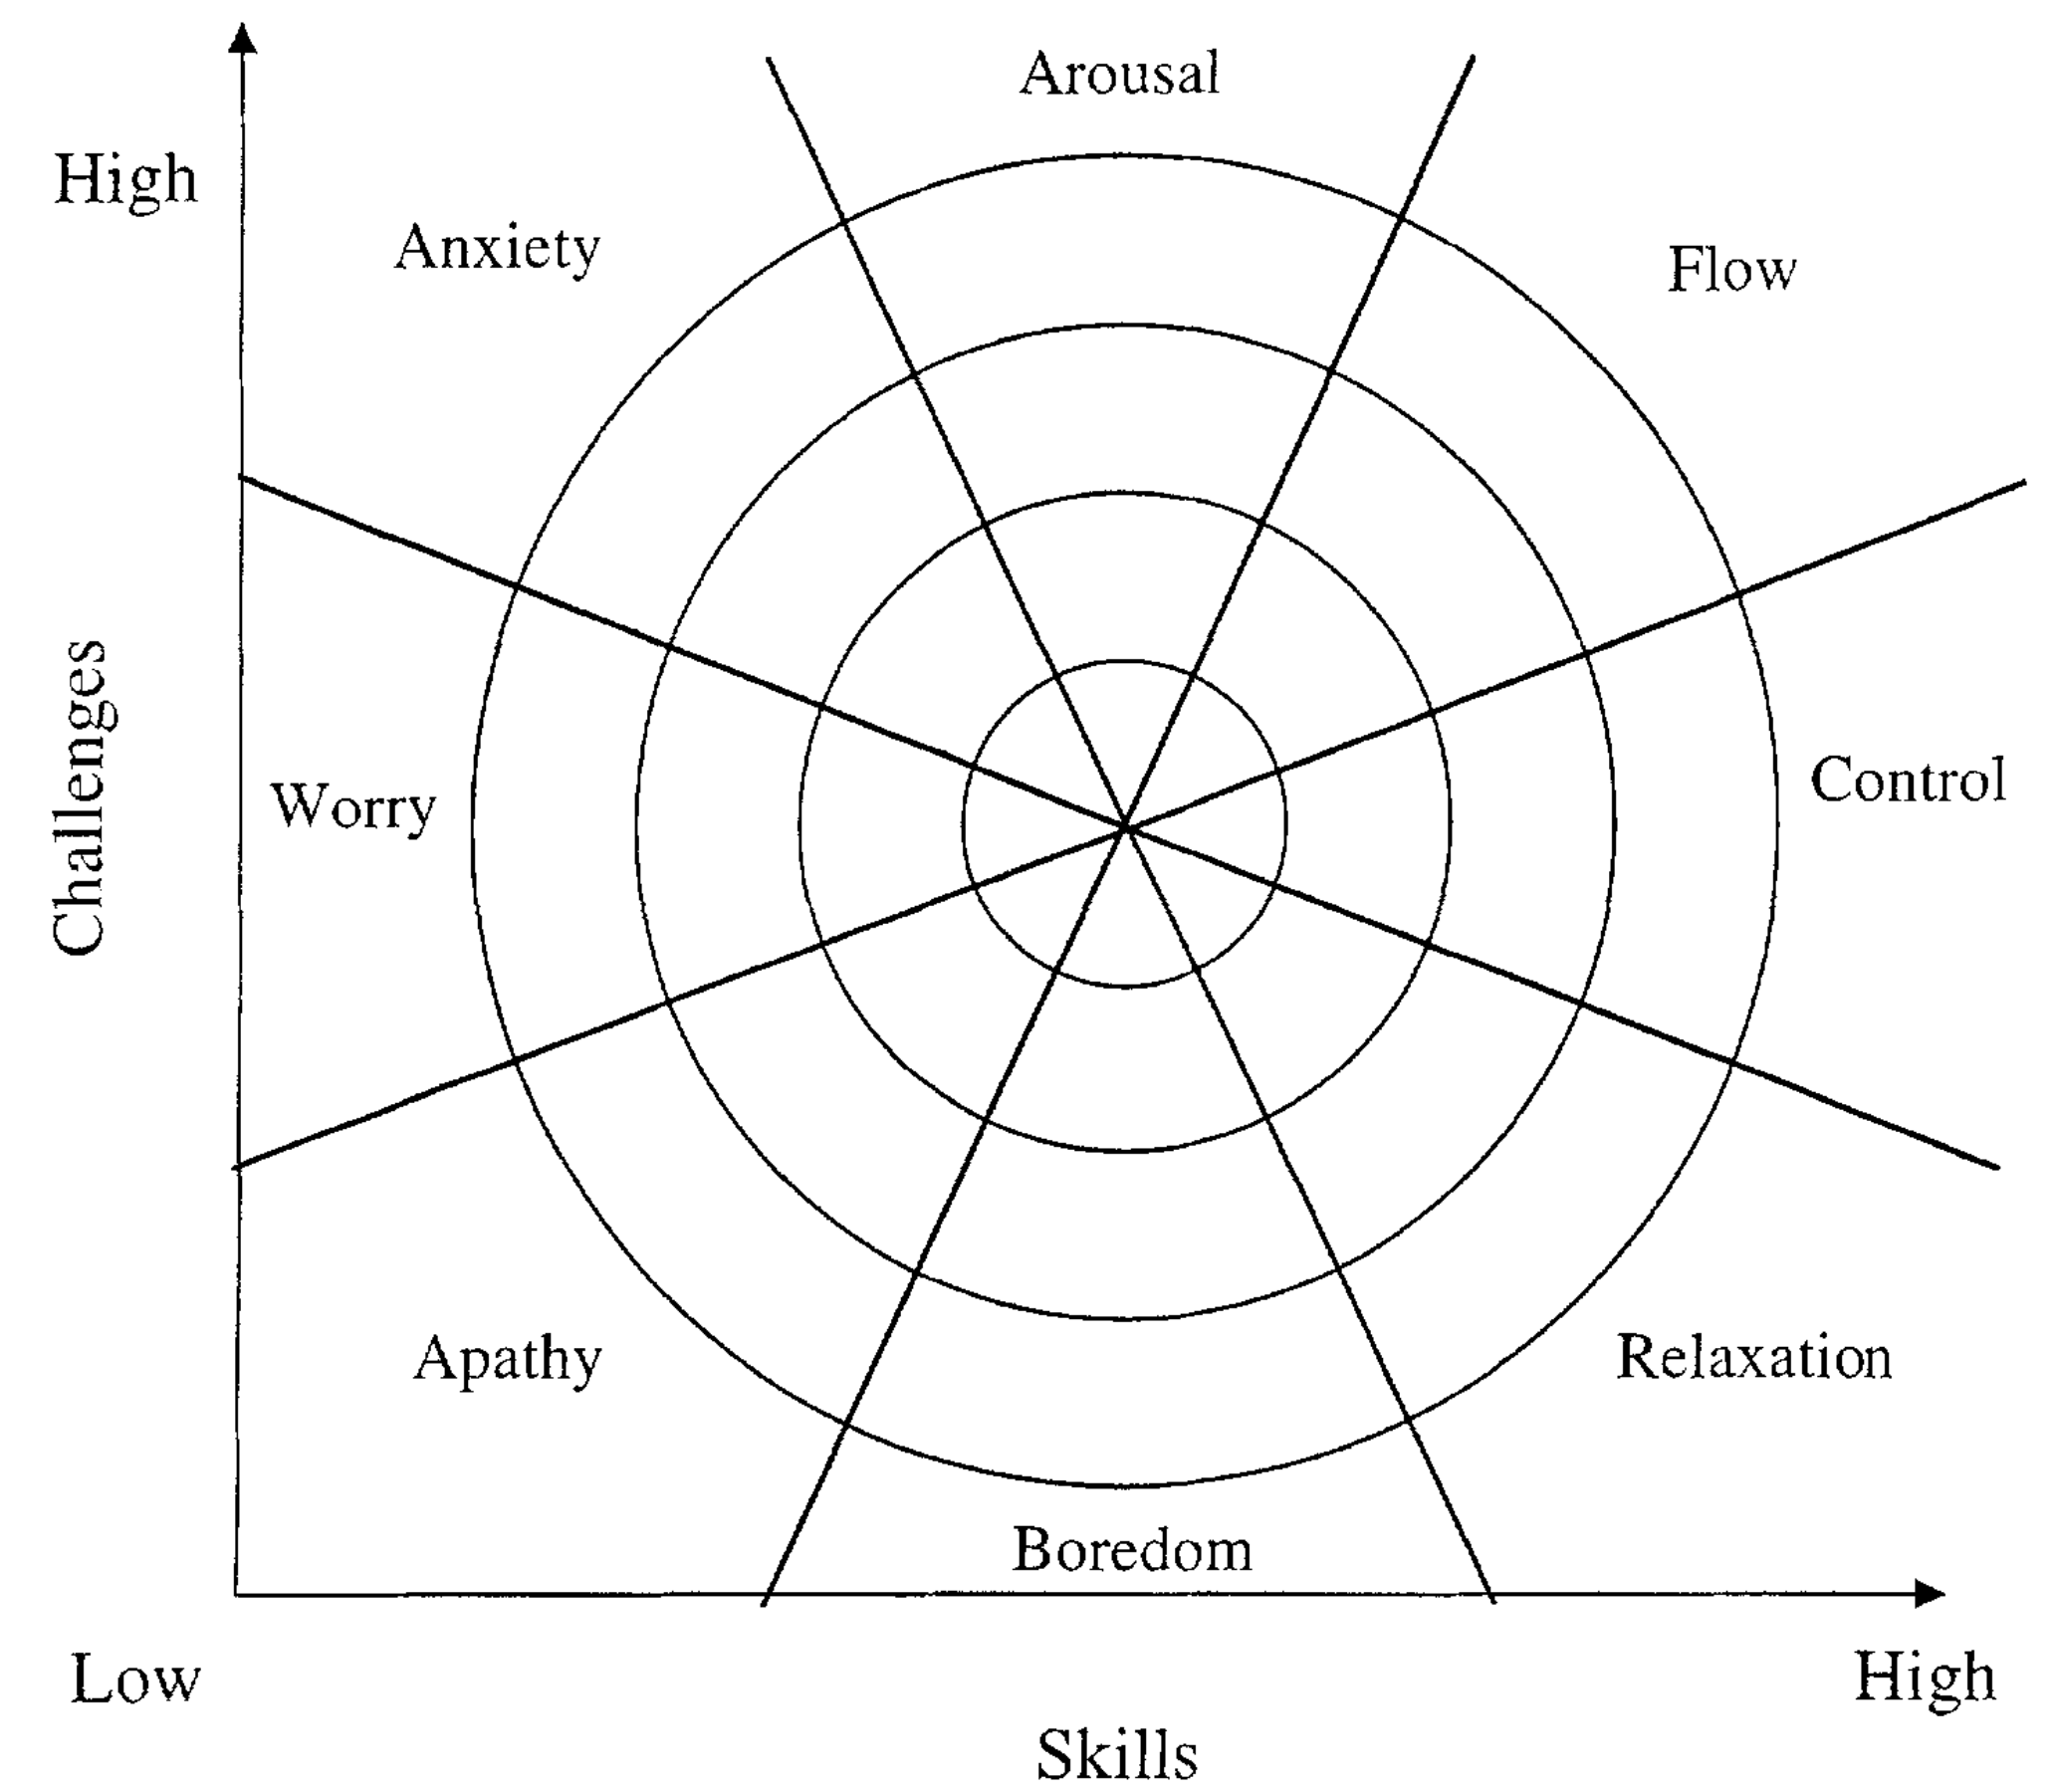 Arousal
High
Anxiety
Flow
Challenges
Worry
Control
Apathy
Relaxation
Boredom
Low
High
Skills